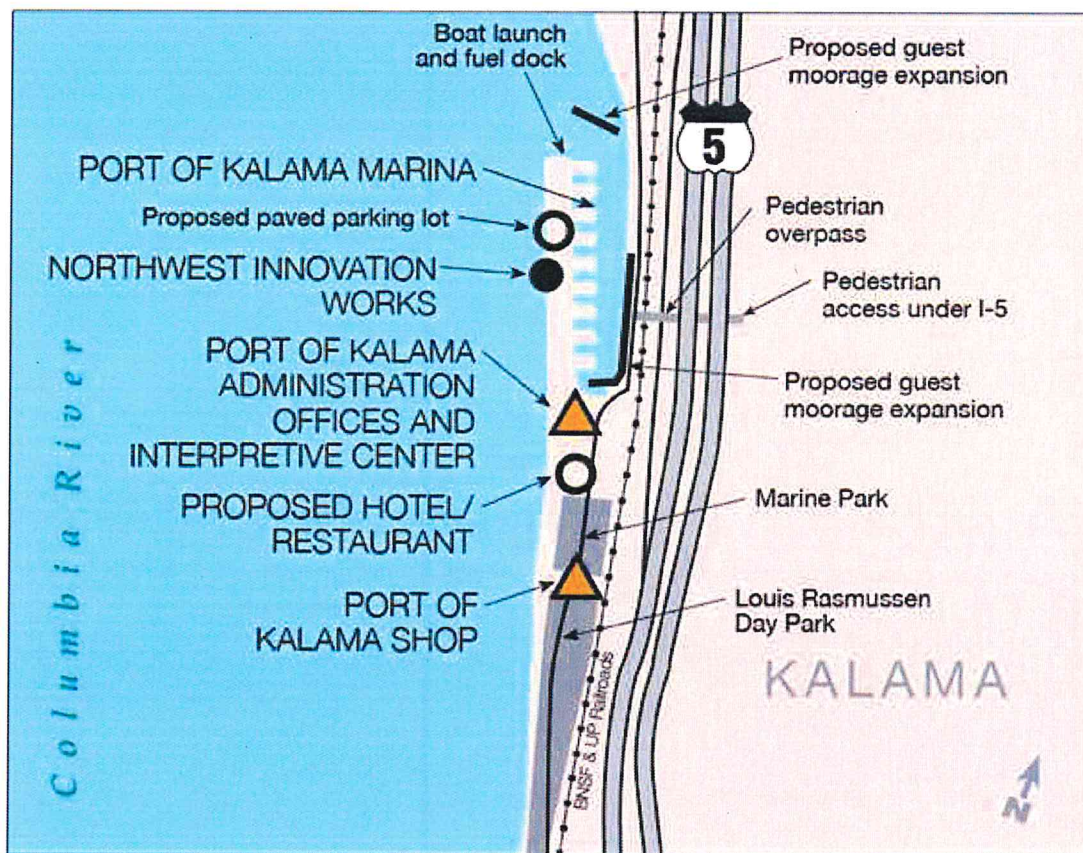 Boat launch
and fuel dock
Proposed guest
moorage expansion
5
PORT OF KALAMA MARINA
Proposed paved parking lot
NORTHWEST INNOVATION
WORKS
Pedestrian
overpass
Pedestrian
access under I-5
PORT OF KALAMA
ADMINISTRATION
OFFICES AND
INTERPRETIVE CENTER
Proposed guest
moorage expansion
PROPOSED HOTEL/
RESTAURANT
Marine Park
PORT OF
KALAMA SHOP
Louis Rasmussen
Day Park
KALAMA
Columbia River
BNSF & UP Railroads
N